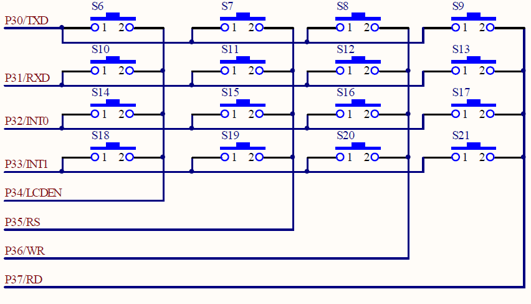 S6 S7 S8 S9
P30/TXD
1 2 1 2 1 2 1 2
S10 S11 S12 S13
P31/RXD
1 2 1 2 1 2 1 2
S14 S15 S16 S17
P32/INT0
1 2 1 2 1 2 1 2
S18 S19 S20 S21
P33/INT1
1 2 1 2 1 2 1 2
P34/LCDEN
P35/RS
P36/WR
P37/RD